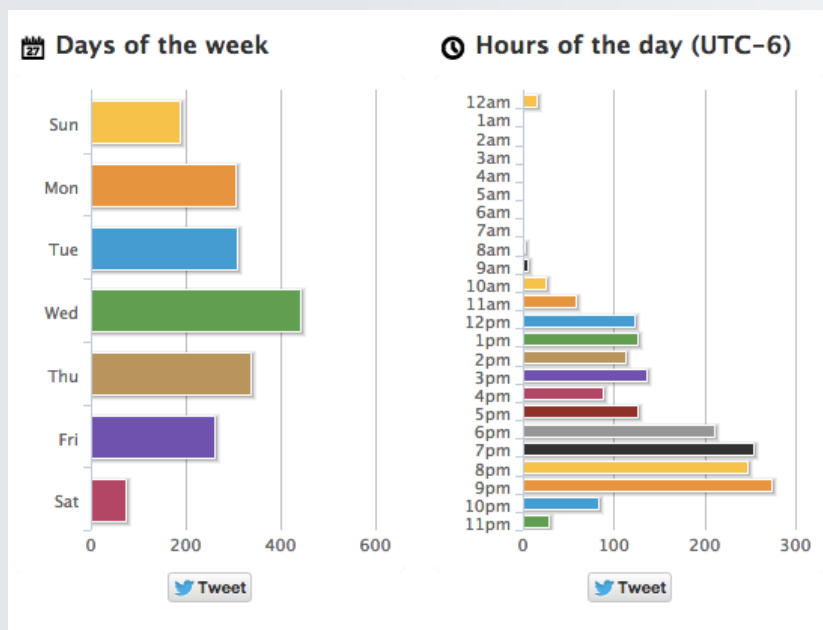 27 Days of the week
Sun
Mon
Tue
Wed
Thu
Fri
Sat
0 200 400 600
Tweet
Hours of the day (UTC-6)
12am
1am
2am
3am
4am
5am
6am
7am
8am
9am
10am
11am
12pm
1pm
2pm
3pm
4pm
5pm
6pm
7pm
8pm
9pm
10pm
11pm
0 100 200 300
Tweet